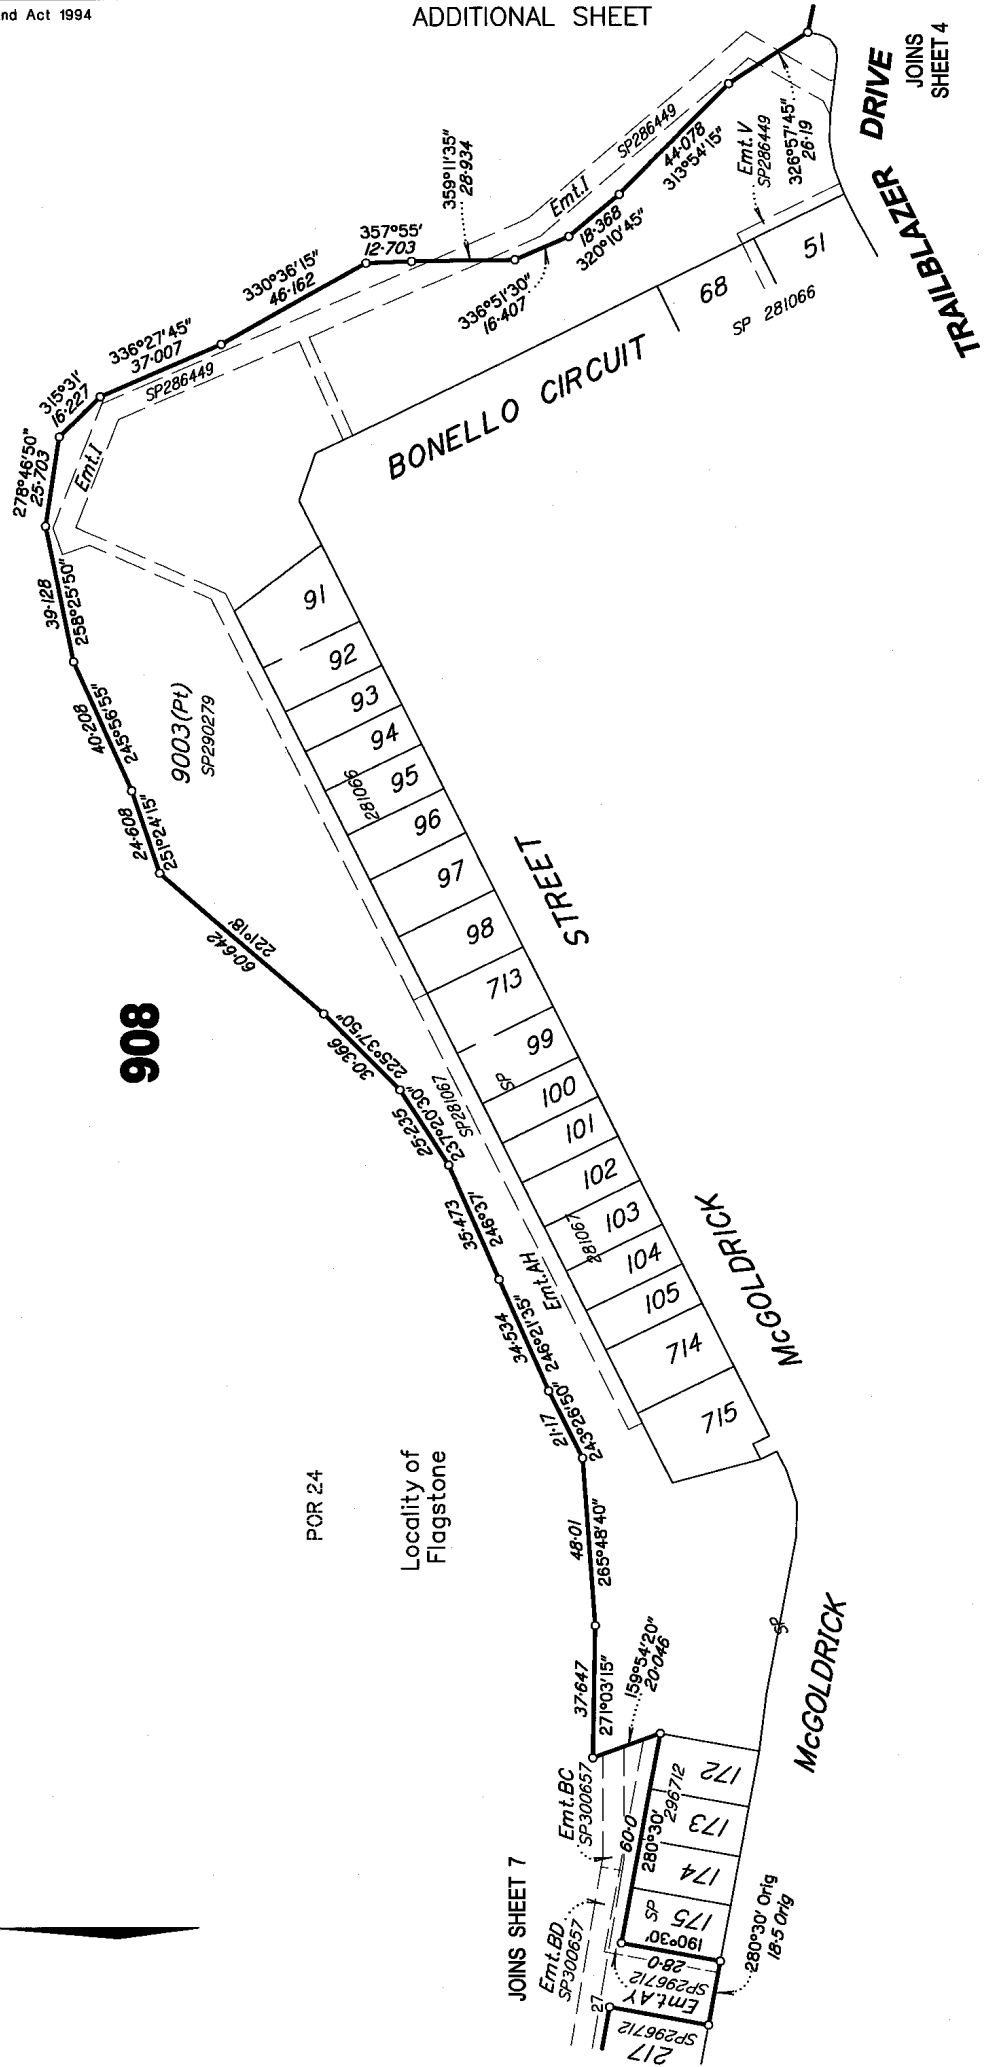 nd Act 1994
ADDITIONAL SHEET
TRAILBLAZER DRIVE
JOINS
SHEET 4
326°57'45"
26·19
Emt.V
SP286449
44·078
313°54'15"
SP286449
Emt.I
18·368
320°10'45"
336°51'30"
16·407
359°11'35"
28·934
357°55'
12·703
330°36'15"
46·162
336°27'45"
37·007
SP286449
315°31'
16·227
278°46'50"
25·703
Emt.I
39·128
258°25'50"
40·208
245°56'55"
24·608
251°24'15"
60·642
221°18'
30·366
225°37'50"
25·235
237°20'30"
SP281067
35·473
246°37'
34·534
246°21'35"
Emt.AH
21·17
243°26'50"
48·01
265°48'40"
37·647
271°03'15"
159°54'20"
20·046
51
68
SP 281066
BONELLO CIRCUIT
9003(Pt)
SP290279
91
92
93
94
95
281066
96
97
98
713
99
SP
100
101
102
103
281067
104
105
714
715
McGOLDRICK STREET
908
POR 24
Locality of
Flagstone
McGOLDRICK
172
173
174
175
SP 296712
60·0
280°30'
190°30'
28·0
Emt.AY
SP296712
280°30' Orig
18·5 Orig
217
SP296712
27
Emt.BC
SP300657
Emt.BD
SP300657
JOINS SHEET 7